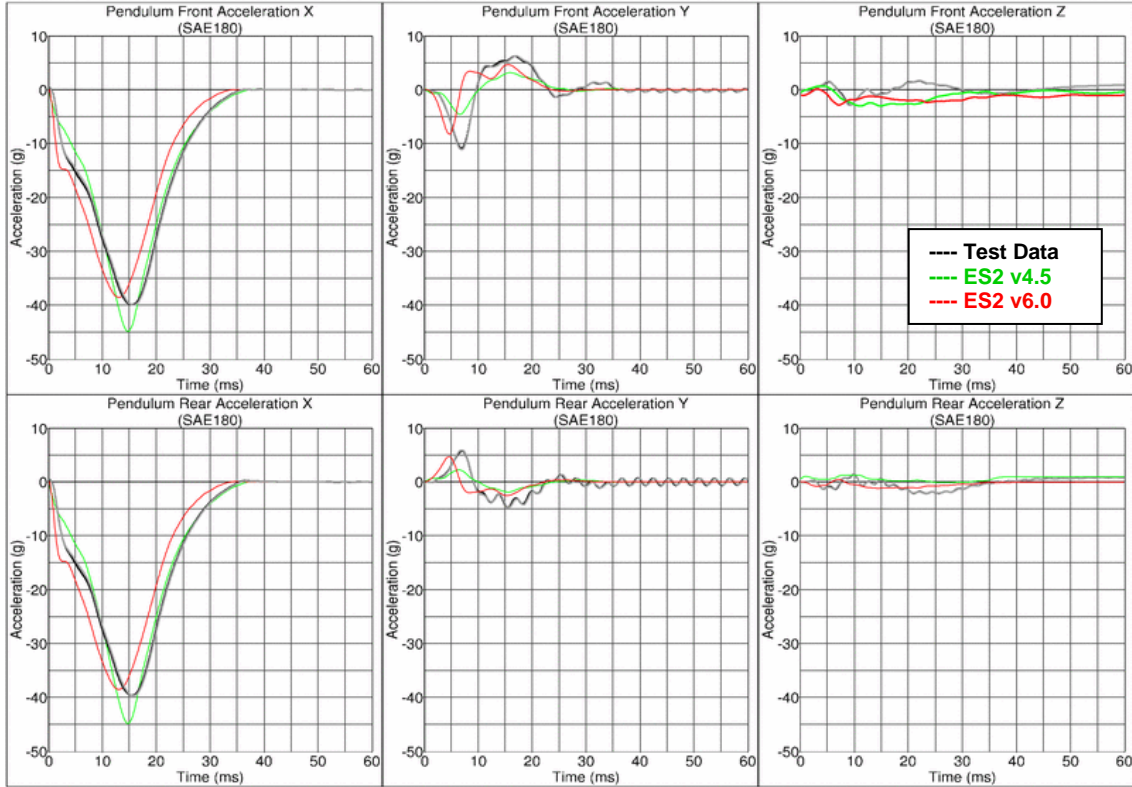 Pendulum Front Acceleration X
(SAE180)
10
0
-10
-20
-30
-40
-50
Acceleration (g)
0 10 20 30 40 50 60
Time (ms)
Pendulum Front Acceleration Y
(SAE180)
10
0
-10
-20
-30
-40
-50
Acceleration (g)
0 10 20 30 40 50 60
Time (ms)
Pendulum Front Acceleration Z
(SAE180)
10
0
-10
-20
-30
-40
-50
Acceleration (g)
0 10 20 30 40 50 60
Time (ms)
---- Test Data
---- ES2 v4.5
---- ES2 v6.0
Pendulum Rear Acceleration X
(SAE180)
10
0
-10
-20
-30
-40
-50
Acceleration (g)
0 10 20 30 40 50 60
Time (ms)
Pendulum Rear Acceleration Y
(SAE180)
10
0
-10
-20
-30
-40
-50
Acceleration (g)
0 10 20 30 40 50 60
Time (ms)
Pendulum Rear Acceleration Z
(SAE180)
10
0
-10
-20
-30
-40
-50
Acceleration (g)
0 10 20 30 40 50 60
Time (ms)